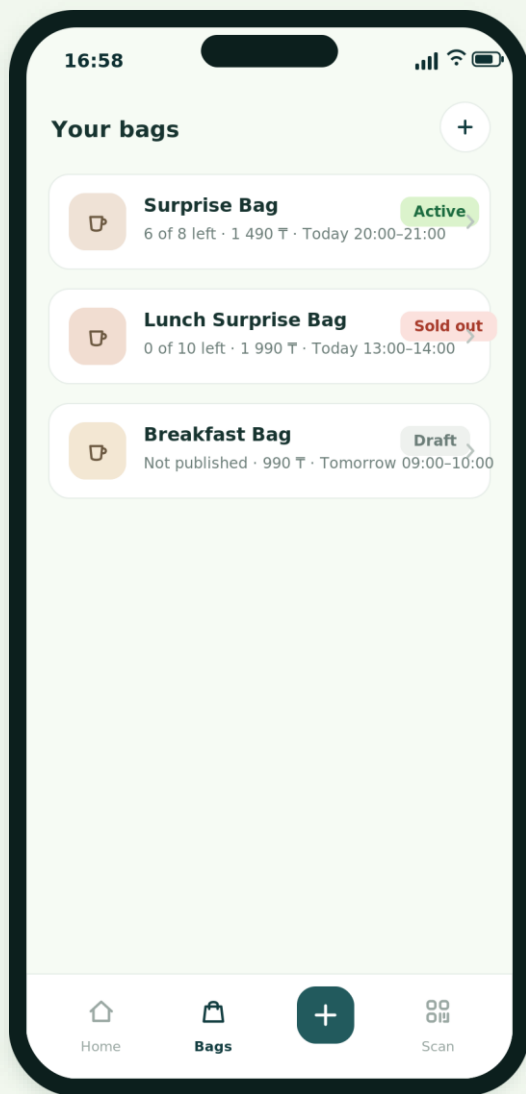 16:58
Your bags
Surprise Bag
Active
6 of 8 left · 1 490 ₸ · Today 20:00–21:00
Lunch Surprise Bag
Sold out
0 of 10 left · 1 990 ₸ · Today 13:00–14:00
Breakfast Bag
Draft
Not published · 990 ₸ · Tomorrow 09:00–10:00
Home
Bags
Scan